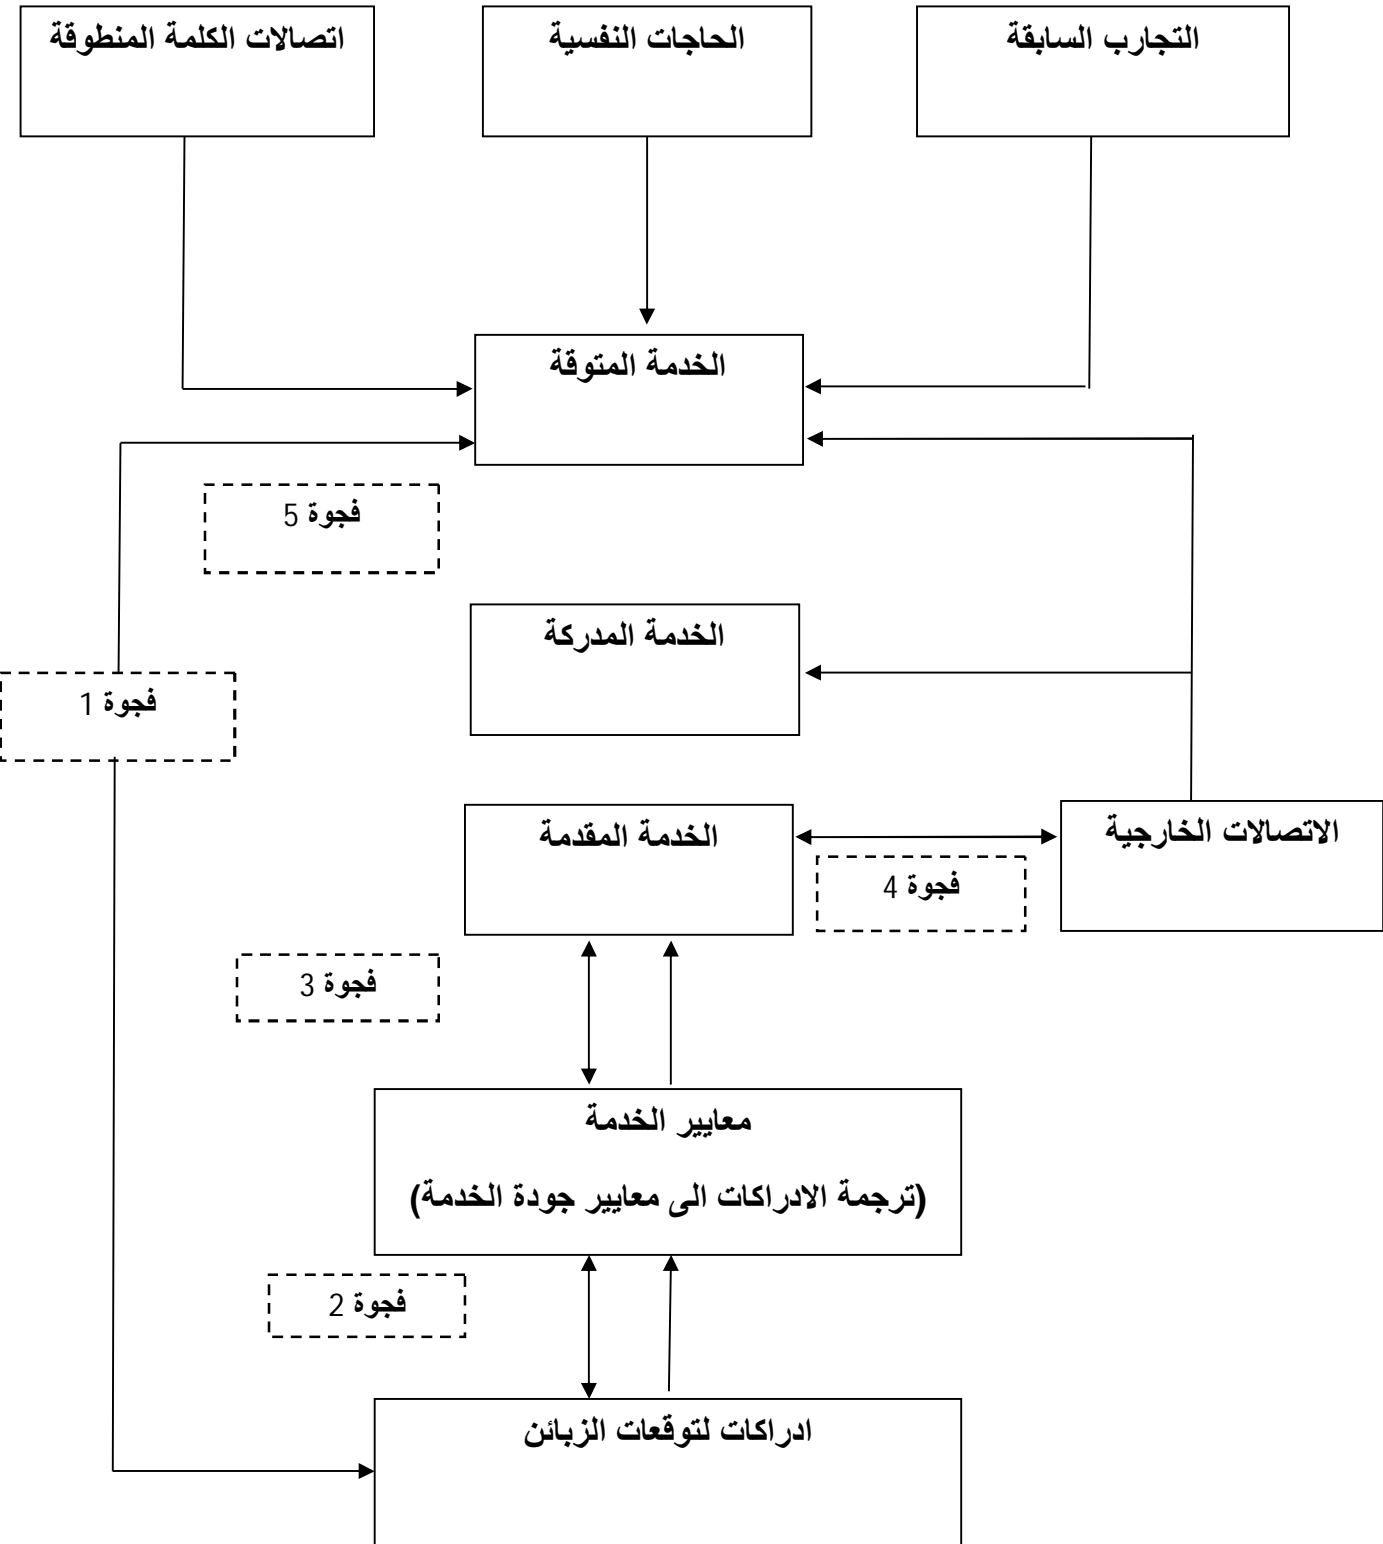 التجارب السابقة
الحاجات النفسية
اتصالات الكلمة المنطوقة
الخدمة المتوقة
فجوة 5
الخدمة المدركة
فجوة 1
الاتصالات الخارجية
الخدمة المقدمة
فجوة 4
فجوة 3
معايير الخدمة
(ترجمة الادراكات الى معايير جودة الخدمة)
فجوة 2
ادراكات لتوقعات الزبائن